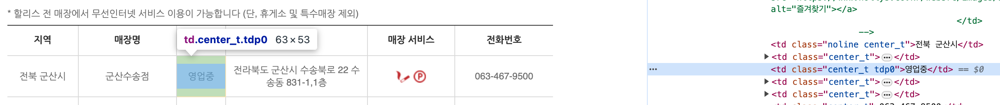 * 할리스 전 매장에서 무선인터넷 서비스 이용이 가능합니다 (단, 휴게소 및 특수매장 제외)
지역 매장명 매장 서비스 전화번호
td.center_t.tdp0 63 × 53
전북 군산시 군산수송점 영업중 전라북도 군산시 수송북로 22 수
송동 831-1,1층
P
063-467-9500
alt="즐겨찾기"></a>
</td>
-->
<td class="noline center_t">전북 군산시</td>
▶<td class="center_t">…</td>
…<td class="center_t tdp0">영업중</td> == $0
▶<td class="center_t">…</td>
▶<td class="center_t">…</td>